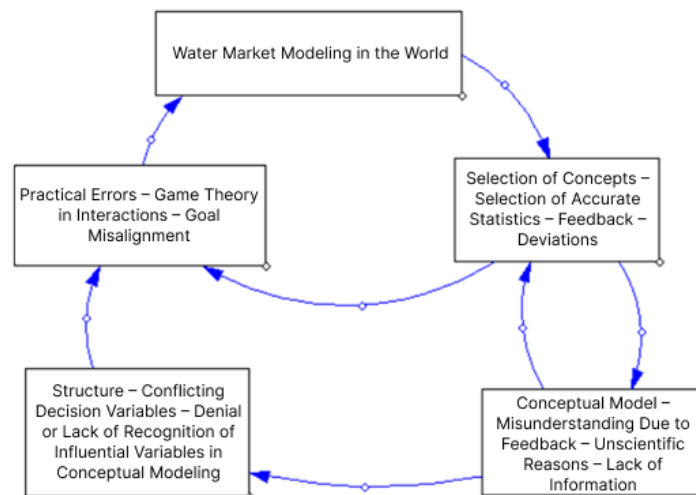 Water Market Modeling in the World
Practical Errors – Game Theory
in Interactions – Goal
Misalignment
Selection of Concepts –
Selection of Accurate
Statistics – Feedback –
Deviations
Structure – Conflicting
Decision Variables – Denial
or Lack of Recognition of
Influential Variables in
Conceptual Modeling
Conceptual Model –
Misunderstanding Due to
Feedback – Unscientific
Reasons – Lack of
Information